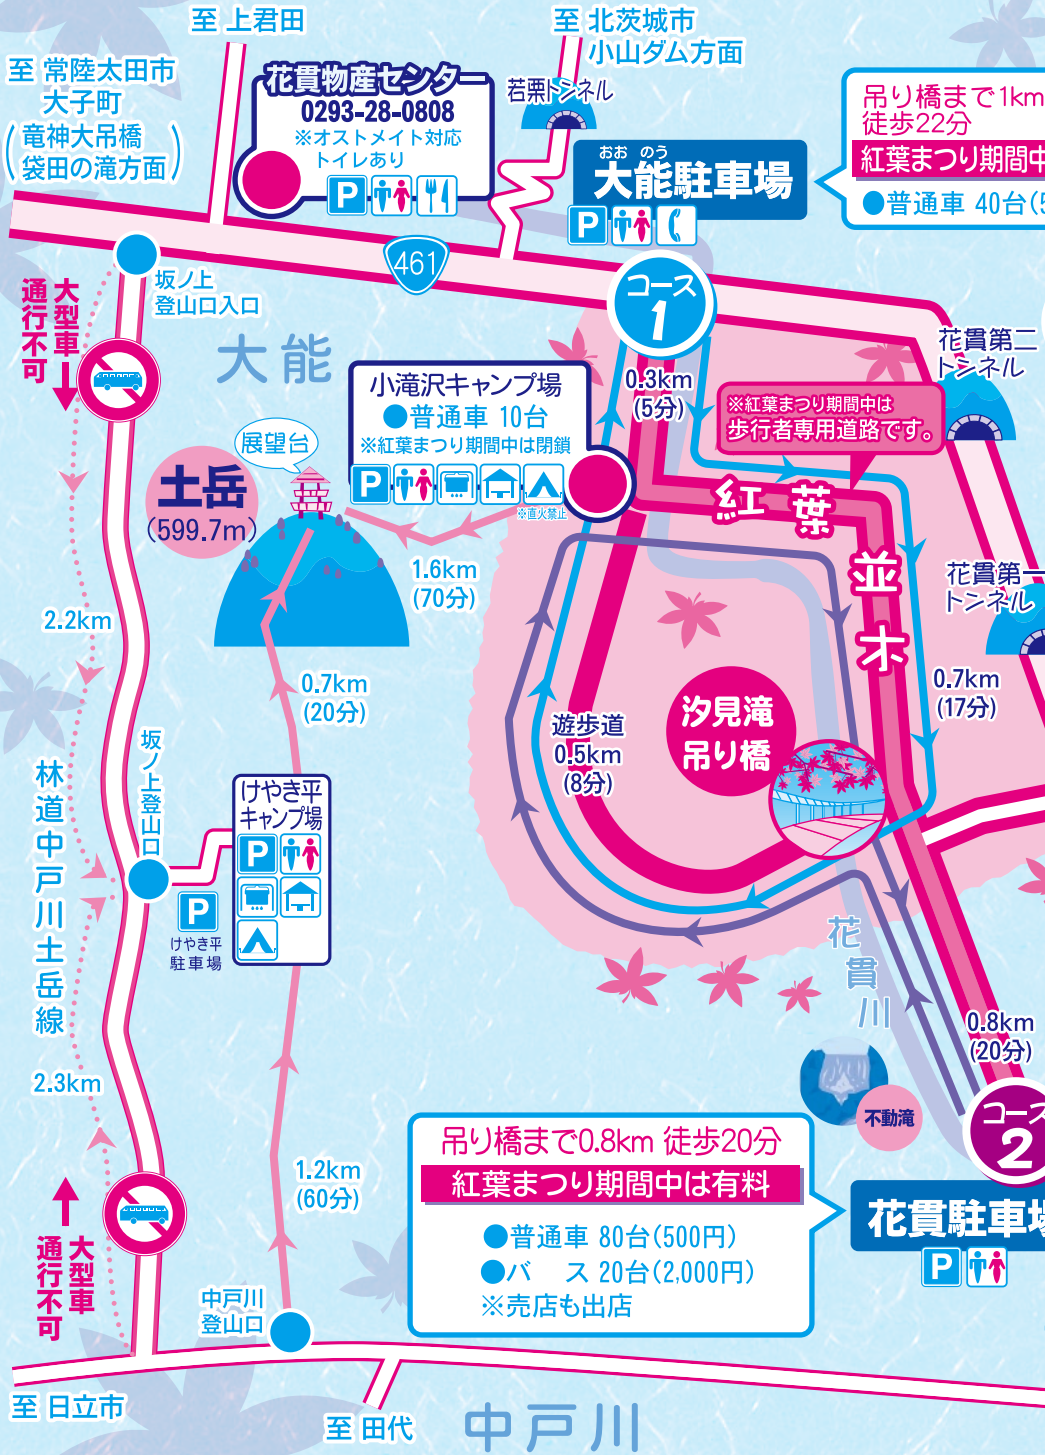 至 上君田
至 北茨城市
小山ダム方面
至 常陸太田市
大子町
(竜神大吊橋
袋田の滝方面)
花貫物産センター
0293-28-0808
※オストメイト対応
トイレあり
P
若栗トンネル
おお のう
大能駐車場
P
吊り橋まで1km
徒歩22分
紅葉まつり期間中
●普通車 40台(5
461
坂ノ上
登山口入口
大型車
通行不可
大能
コース
1
0.3km
(5分)
花貫第二
トンネル
小滝沢キャンプ場
●普通車 10台
※紅葉まつり期間中は閉鎖
P
※直火禁止
※紅葉まつり期間中は
歩行者専用道路です。
展望台
土岳
(599.7m)
紅葉並木
1.6km
(70分)
花貫第一
トンネル
2.2km
0.7km
(20分)
0.7km
(17分)
汐見滝
吊り橋
遊歩道
0.5km
(8分)
坂ノ上登山口
林道中戸川土岳線
けやき平
キャンプ場
P
P
けやき平
駐車場
花貫川
0.8km
(20分)
2.3km
不動滝
コース
2
吊り橋まで0.8km 徒歩20分
紅葉まつり期間中は有料
●普通車 80台(500円)
●バ ス 20台(2,000円)
※売店も出店
花貫駐車場
P
1.2km
(60分)
大型車
通行不可
中戸川
登山口
至 日立市
至 田代
中戸川